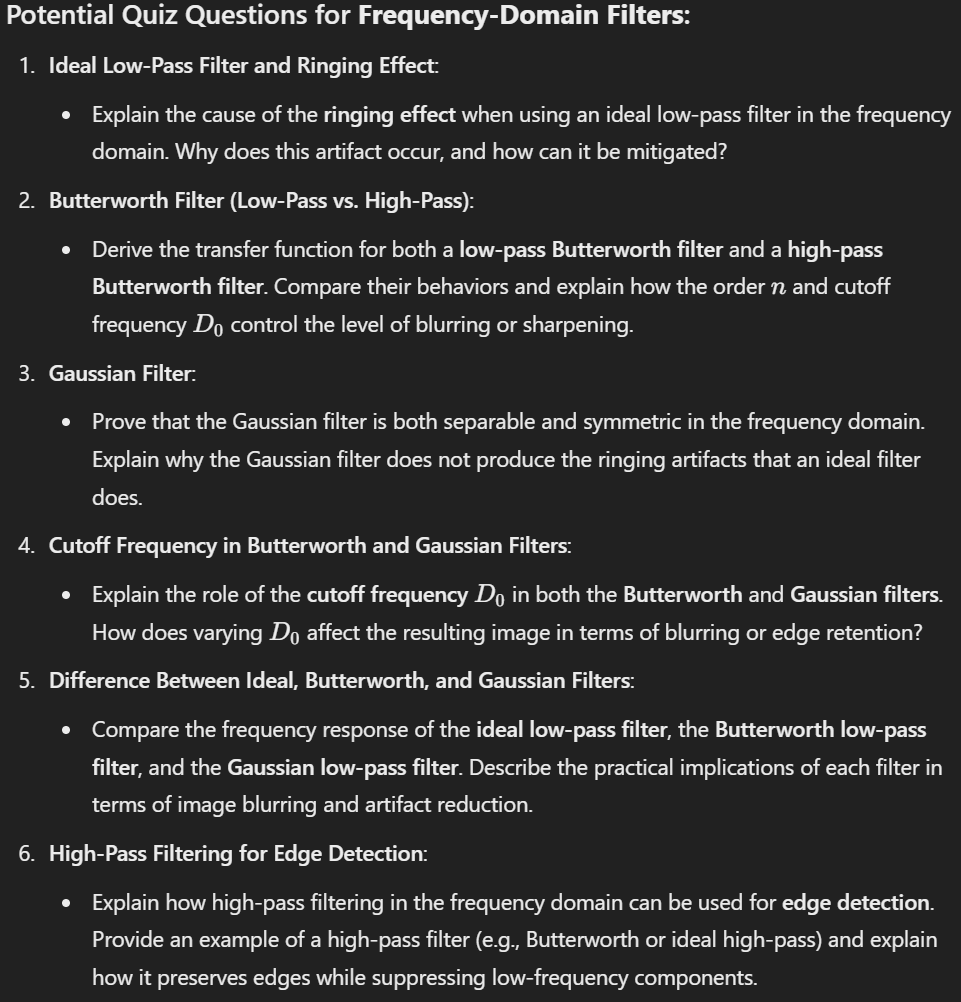 Potential Quiz Questions for Frequency-Domain Filters:
1. Ideal Low-Pass Filter and Ringing Effect:
• Explain the cause of the ringing effect when using an ideal low-pass filter in the frequency
domain. Why does this artifact occur, and how can it be mitigated?
2. Butterworth Filter (Low-Pass vs. High-Pass):
• Derive the transfer function for both a low-pass Butterworth filter and a high-pass
Butterworth filter. Compare their behaviors and explain how the order n and cutoff
frequency D₀ control the level of blurring or sharpening.
3. Gaussian Filter:
• Prove that the Gaussian filter is both separable and symmetric in the frequency domain.
Explain why the Gaussian filter does not produce the ringing artifacts that an ideal filter
does.
4. Cutoff Frequency in Butterworth and Gaussian Filters:
• Explain the role of the cutoff frequency D₀ in both the Butterworth and Gaussian filters.
How does varying D₀ affect the resulting image in terms of blurring or edge retention?
5. Difference Between Ideal, Butterworth, and Gaussian Filters:
• Compare the frequency response of the ideal low-pass filter, the Butterworth low-pass
filter, and the Gaussian low-pass filter. Describe the practical implications of each filter in
terms of image blurring and artifact reduction.
6. High-Pass Filtering for Edge Detection:
• Explain how high-pass filtering in the frequency domain can be used for edge detection.
Provide an example of a high-pass filter (e.g., Butterworth or ideal high-pass) and explain
how it preserves edges while suppressing low-frequency components.